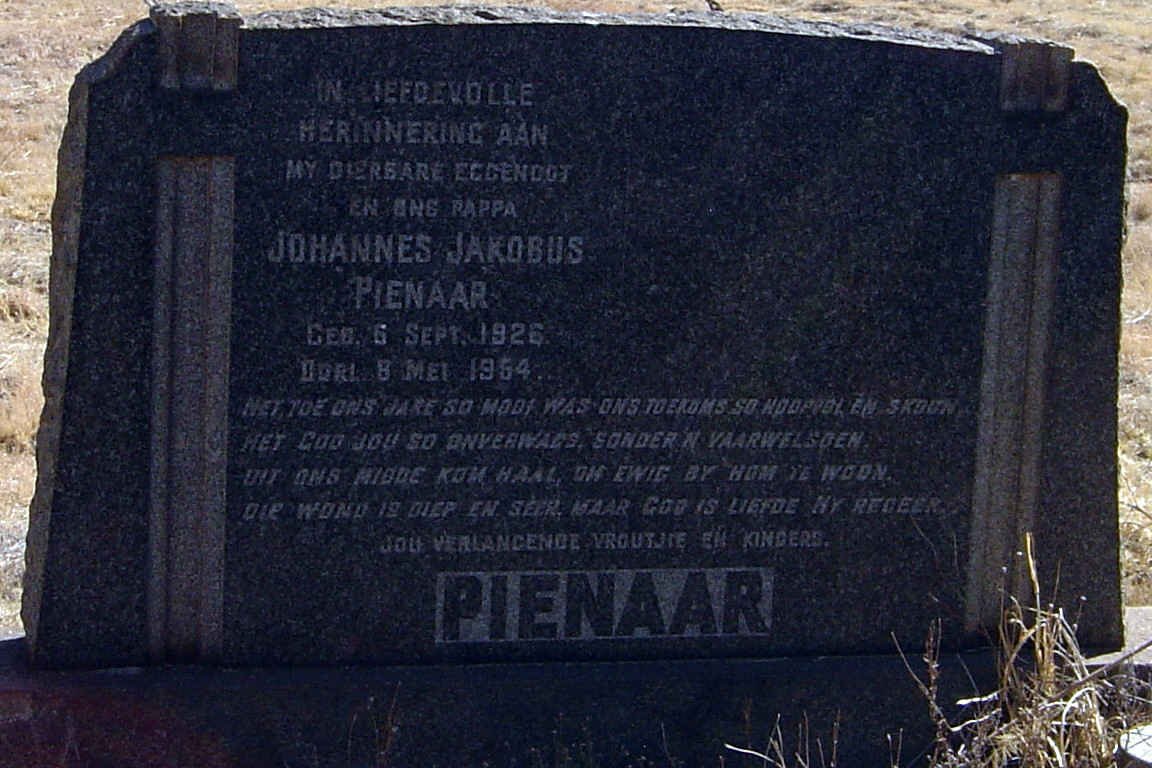 IN LIEFDEVOLLE
HERINNERING AAN
MY DIERBARE EGGENOOT
EN ONS PAPPA
JOHANNES JAKOBUS
PIENAAR
GEB. 6 SEPT. 1926
OORL. 8 MEI 1954
NET TOE ONS JARE SO MOOI WAS ONS TOEKOMS SO HOOPVOL EN SKOON,
HET GOD JOU SO ONVERWAGS, SONDER 'N VAARWELSOEN,
UIT ONS MIDDE KOM HAAL, OM EWIG BY HOM TE WOON.
DIE WOND IS DIEP EN SEER, MAAR GOD IS LIEFDE HY REGEER.
JOU VERLANGENDE VROUTJIE EN KINDERS.
PIENAAR